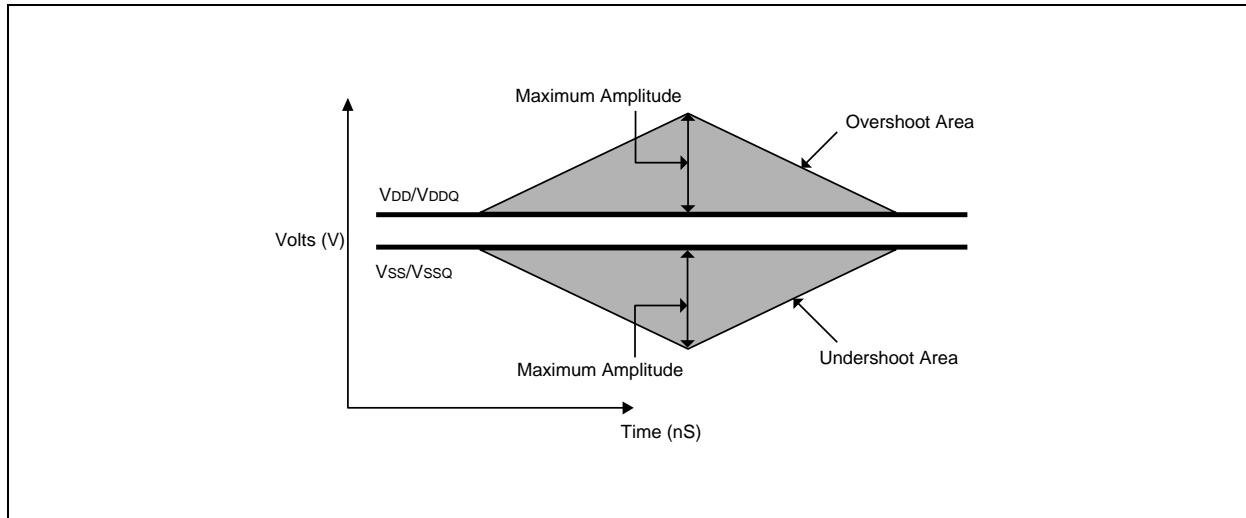 Maximum Amplitude
Overshoot Area
VDD/VDDQ
Volts (V)
VSS/VSSQ
Undershoot Area
Maximum Amplitude
Time (nS)